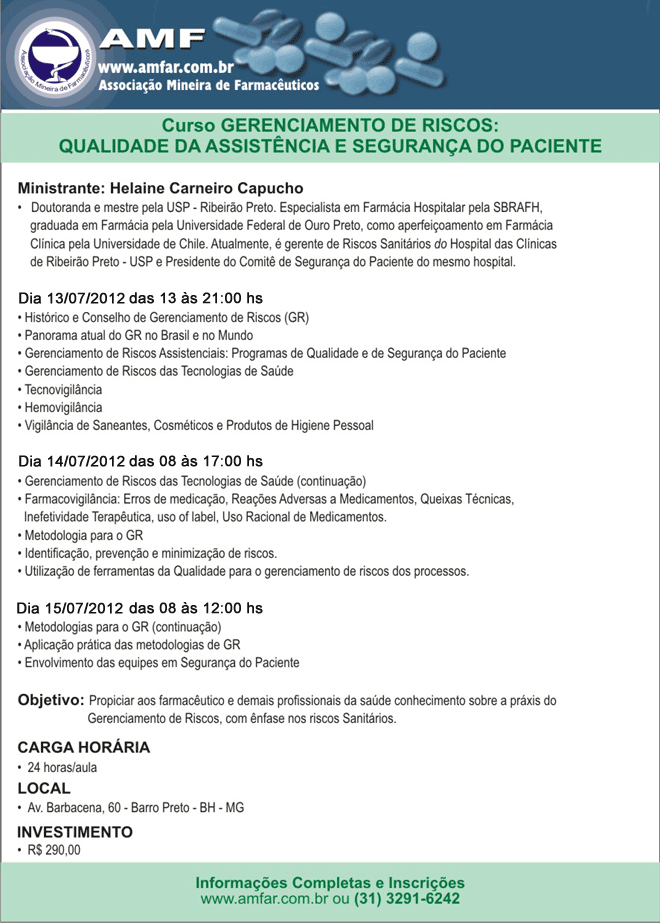 AMF
www.amfar.com.br
Associação Mineira de Farmacêuticos
Associação Mineira de Farmacêuticos
Curso GERENCIAMENTO DE RISCOS:
QUALIDADE DA ASSISTÊNCIA E SEGURANÇA DO PACIENTE
Ministrante: Helaine Carneiro Capucho
• Doutoranda e mestre pela USP - Ribeirão Preto. Especialista em Farmácia Hospitalar pela SBRAFH,
graduada em Farmácia pela Universidade Federal de Ouro Preto, como aperfeiçoamento em Farmácia
Clínica pela Universidade de Chile. Atualmente, é gerente de Riscos Sanitários do Hospital das Clínicas
de Ribeirão Preto - USP e Presidente do Comitê de Segurança do Paciente do mesmo hospital.
Dia 13/07/2012 das 13 às 21:00 hs
• Histórico e Conselho de Gerenciamento de Riscos (GR)
• Panorama atual do GR no Brasil e no Mundo
• Gerenciamento de Riscos Assistenciais: Programas de Qualidade e de Segurança do Paciente
• Gerenciamento de Riscos das Tecnologias de Saúde
• Tecnovigilância
• Hemovigilância
• Vigilância de Saneantes, Cosméticos e Produtos de Higiene Pessoal
Dia 14/07/2012 das 08 às 17:00 hs
• Gerenciamento de Riscos das Tecnologias de Saúde (continuação)
• Farmacovigilância: Erros de medicação, Reações Adversas a Medicamentos, Queixas Técnicas,
Inefetividade Terapêutica, uso of label, Uso Racional de Medicamentos.
• Metodologia para o GR
• Identificação, prevenção e minimização de riscos.
• Utilização de ferramentas da Qualidade para o gerenciamento de riscos dos processos.
Dia 15/07/2012 das 08 às 12:00 hs
• Metodologias para o GR (continuação)
• Aplicação prática das metodologias de GR
• Envolvimento das equipes em Segurança do Paciente
Objetivo: Propiciar aos farmacêutico e demais profissionais da saúde conhecimento sobre a práxis do
Gerenciamento de Riscos, com ênfase nos riscos Sanitários.
CARGA HORÁRIA
• 24 horas/aula
LOCAL
• Av. Barbacena, 60 - Barro Preto - BH - MG
INVESTIMENTO
• R$ 290,00
Informações Completas e Inscrições
www.amfar.com.br ou (31) 3291-6242